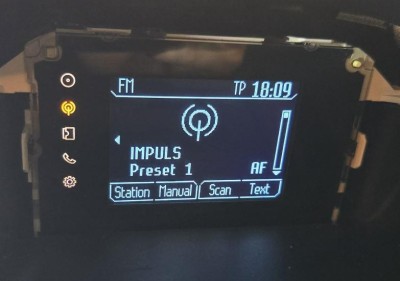 FM TP 18:09
IMPULS
Preset 1 AF
Station Manual Scan Text